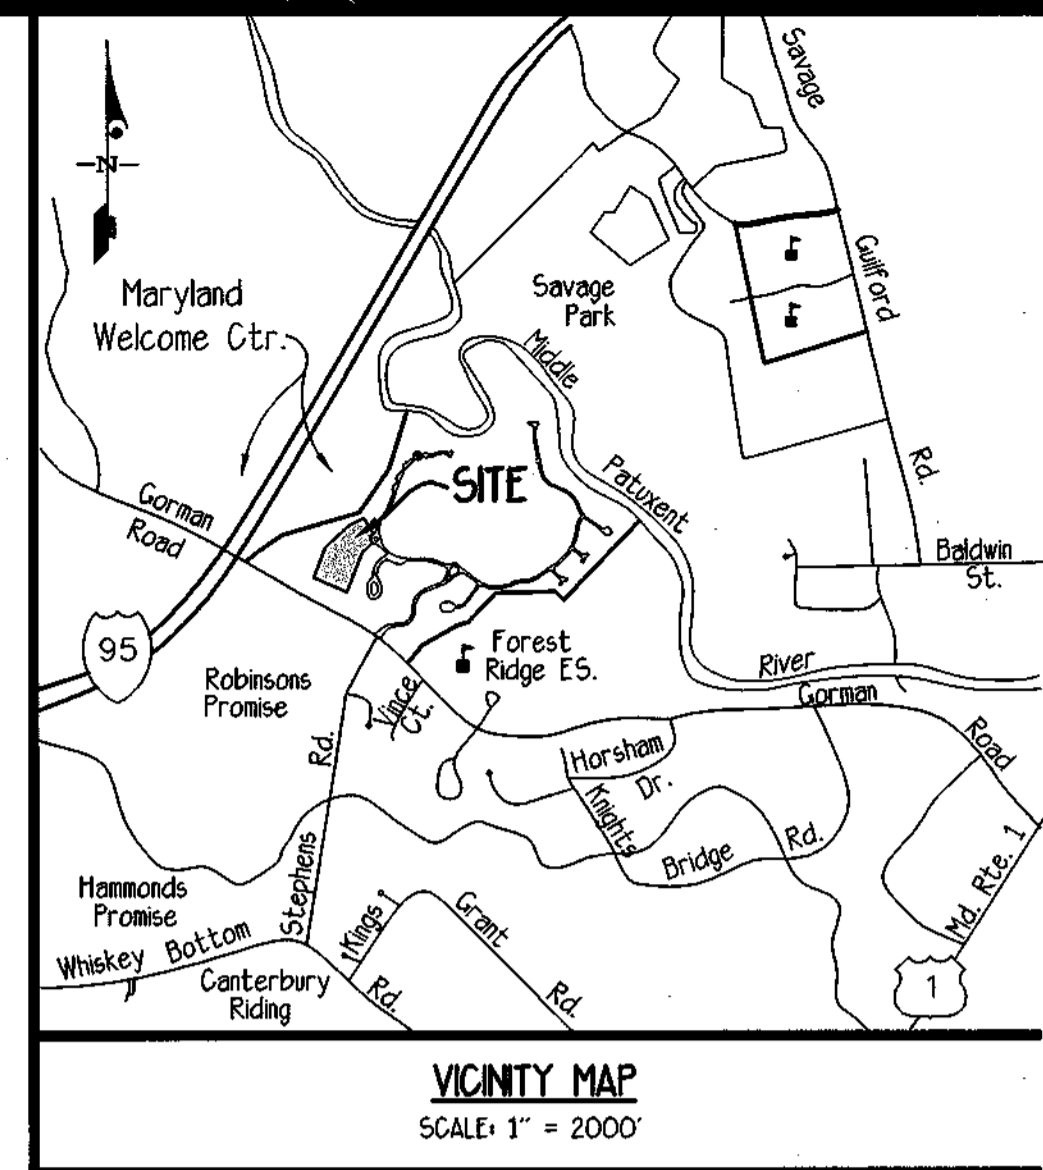 Savage
-N-
Guilford
Maryland
Welcome Ctr.
Savage
Park
Middle
SITE
Patuxent
Rd.
Gorman
Road
Baldwin
St.
95
Forest
Ridge ES.
River
Gorman
Robinsons
Promise
Vince
Ct.
Road
Rd.
Horsham
Dr.
Knights
Bridge
Rd.
Md. Rte. 1
Stephens
Hammonds
Promise
Kings
Grant
Whiskey Bottom
Canterbury
Riding
Rd.
Rd.
1
VICINITY MAP
SCALE: 1" = 2000'